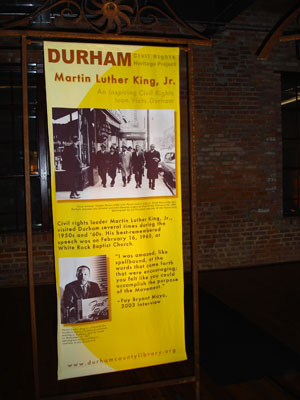 DURHAM
Civil Rights
Heritage Project
Martin Luther King, Jr.
An Inspiring Civil Rights
Icon Visits Durham
Civil rights leader Martin Luther King, Jr.,
visited Durham several times during the
1950s and '60s. His best-remembered
speech was on February 16, 1960, at
White Rock Baptist Church.
"I was amazed, like
spellbound, at the
words that came forth
that were encouraging;
you felt like you could
accomplish the purpose
of the Movement."
-Fay Bryant Mayo,
2003 interview
www.durhamcountylibrary.org